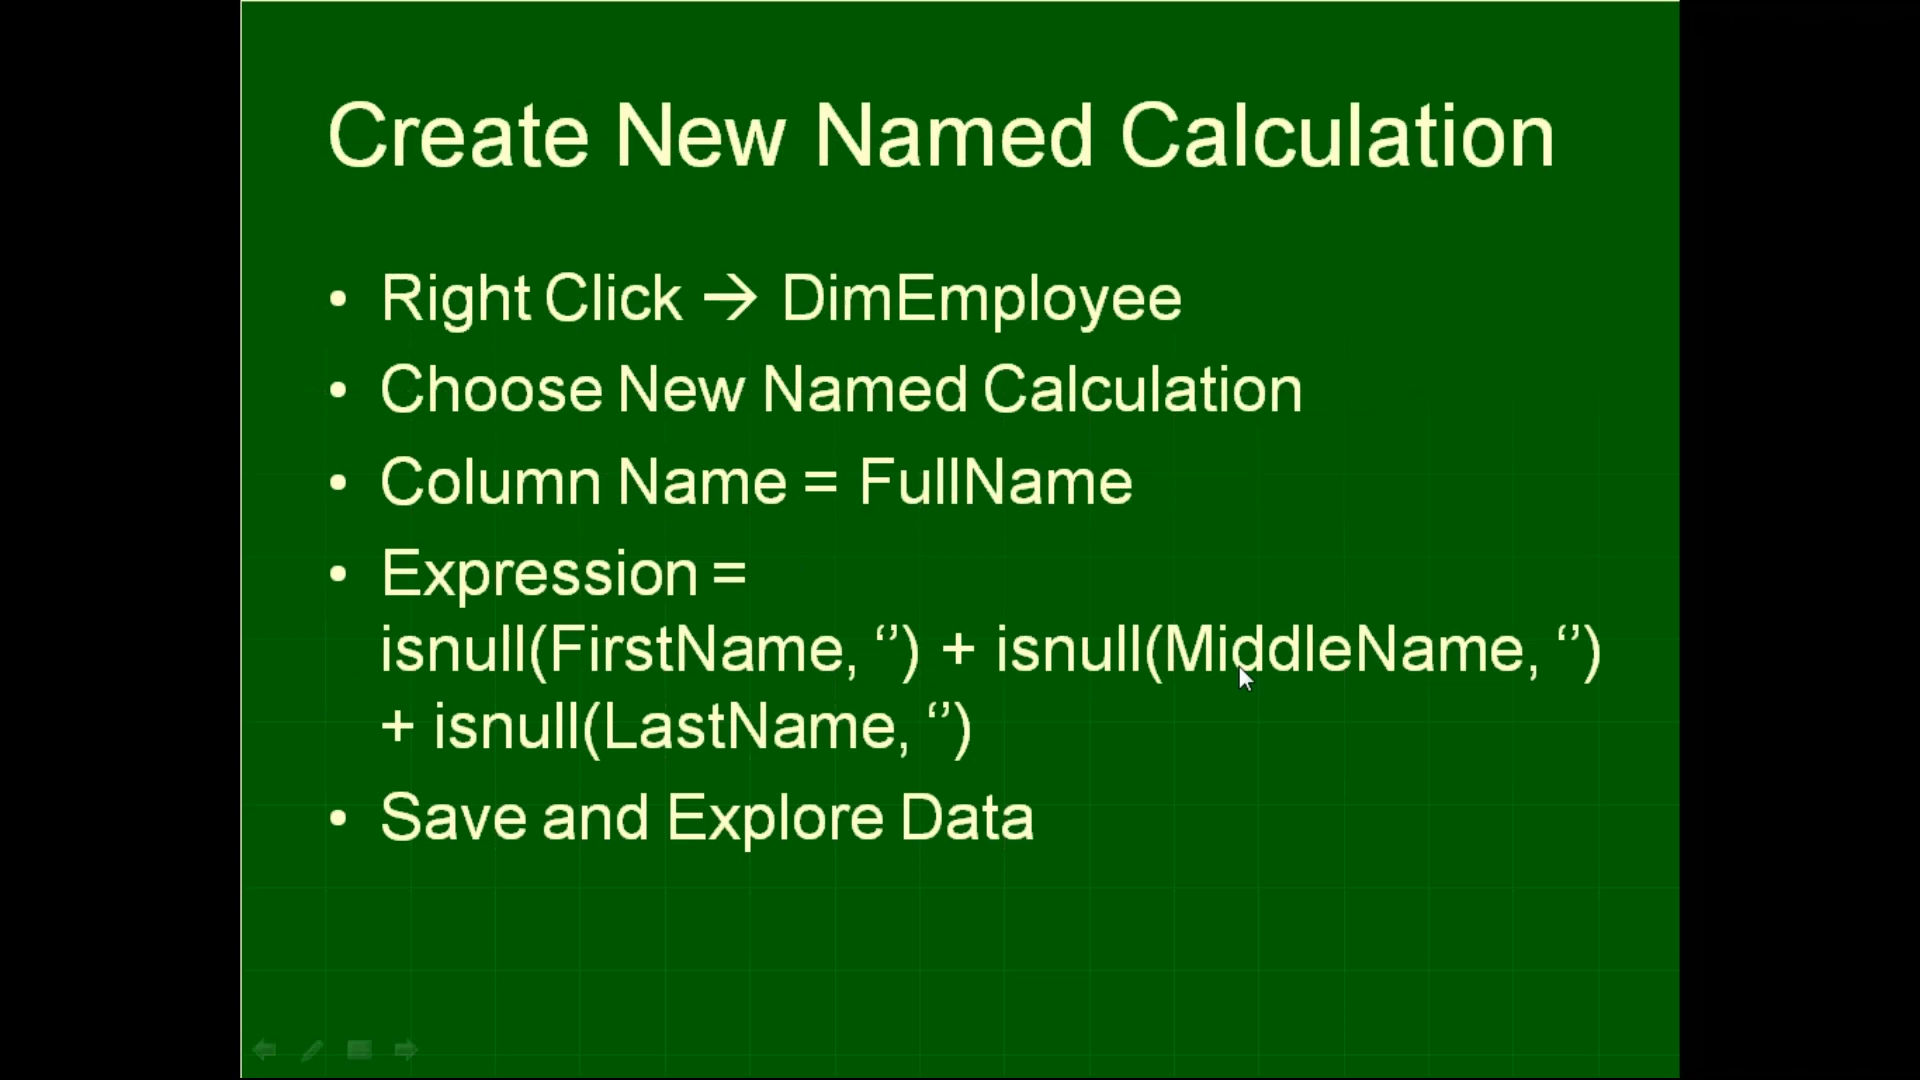 Create New Named Calculation
• Right Click → DimEmployee
• Choose New Named Calculation
• Column Name = FullName
• Expression =
isnull(FirstName, ‘’) + isnull(MiddleName, ‘’)
+ isnull(LastName, ‘’)
• Save and Explore Data